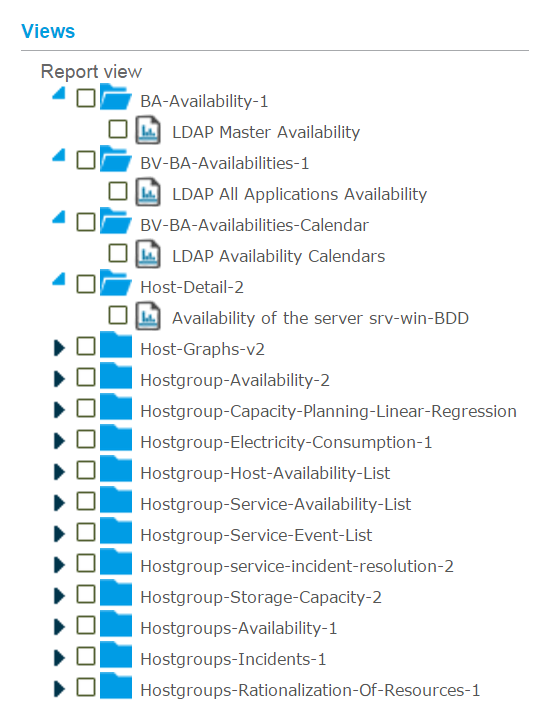 Views
Report view
BA-Availability-1
LDAP Master Availability
BV-BA-Availabilities-1
LDAP All Applications Availability
BV-BA-Availabilities-Calendar
LDAP Availability Calendars
Host-Detail-2
Availability of the server srv-win-BDD
Host-Graphs-v2
Hostgroup-Availability-2
Hostgroup-Capacity-Planning-Linear-Regression
Hostgroup-Electricity-Consumption-1
Hostgroup-Host-Availability-List
Hostgroup-Service-Availability-List
Hostgroup-Service-Event-List
Hostgroup-service-incident-resolution-2
Hostgroup-Storage-Capacity-2
Hostgroups-Availability-1
Hostgroups-Incidents-1
Hostgroups-Rationalization-Of-Resources-1